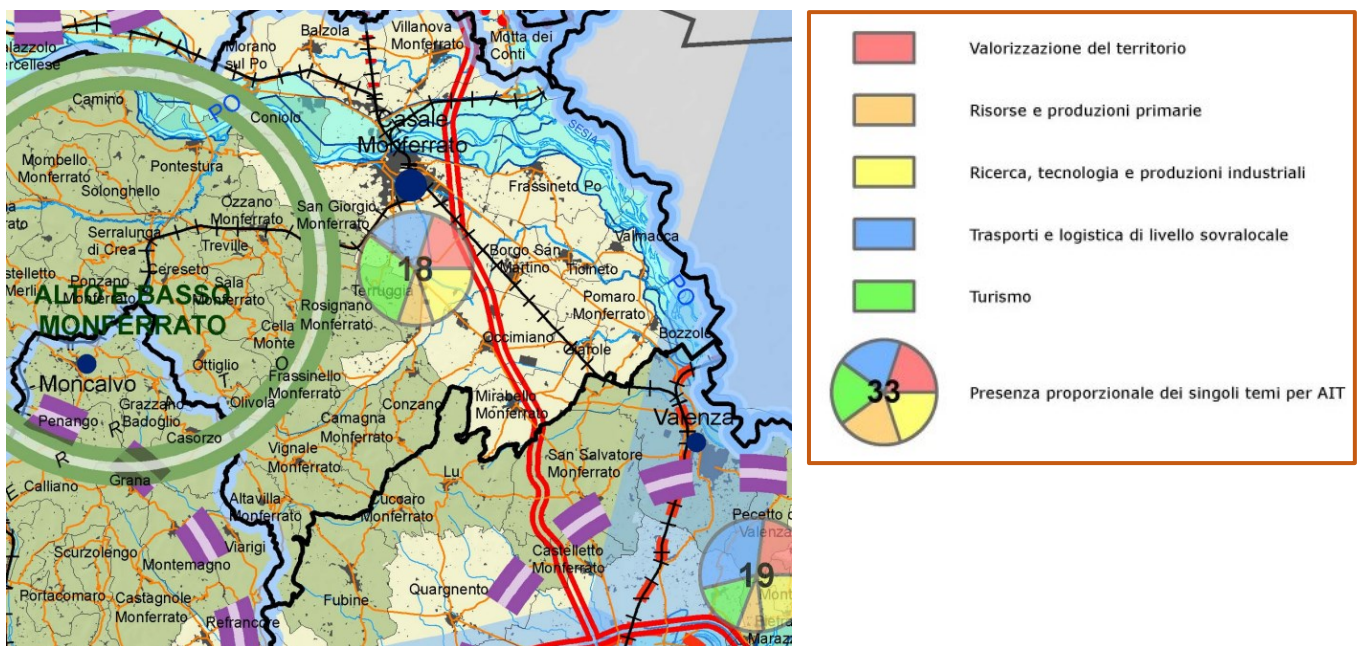 Balzola
Villanova
Monferrato
Motta dei
Conti
Morano
sul Po
Camino
PO
Coniolo
Casale
Monferrato
SESIA
Mombello
Monferrato
Pontestura
Solonghello
Frassineto Po
Ozzano
Monferrato
San Giorgio
Monferrato
Serralunga
di Crea
Treville
Valmacca
Cereseto
18
Borgo San
Martino
Ticineto
PO
Ponzano
Monferrato
Sala
Monferrato
Terruggia
ALTO E BASSO
MONFERRATO
Rosignano
Monferrato
Pomaro
Monferrato
Cella
Monte
Occimiano
Giarole
Bozzole
Moncalvo
Ottiglio
T
O
Frassinello
Monferrato
Olivola
Conzano
Mirabello
Monferrato
Valenza
Penango
Grazzano
Badoglio
Casorzo
Camagna
Monferrato
R
R
Vignale
Monferrato
Lu
San Salvatore
Monferrato
Grana
Calliano
E
Altavilla
Monferrato
Cuccaro
Monferrato
Viarigi
Scurzolengo
Montemagno
Castelletto
Monferrato
19
Quargnento
Portacomaro
Castagnole
Monferrato
Fubine
Refrancore
Valorizzazione del territorio
Risorse e produzioni primarie
Ricerca, tecnologia e produzioni industriali
Trasporti e logistica di livello sovralocale
Turismo
33
Presenza proporzionale dei singoli temi per AIT